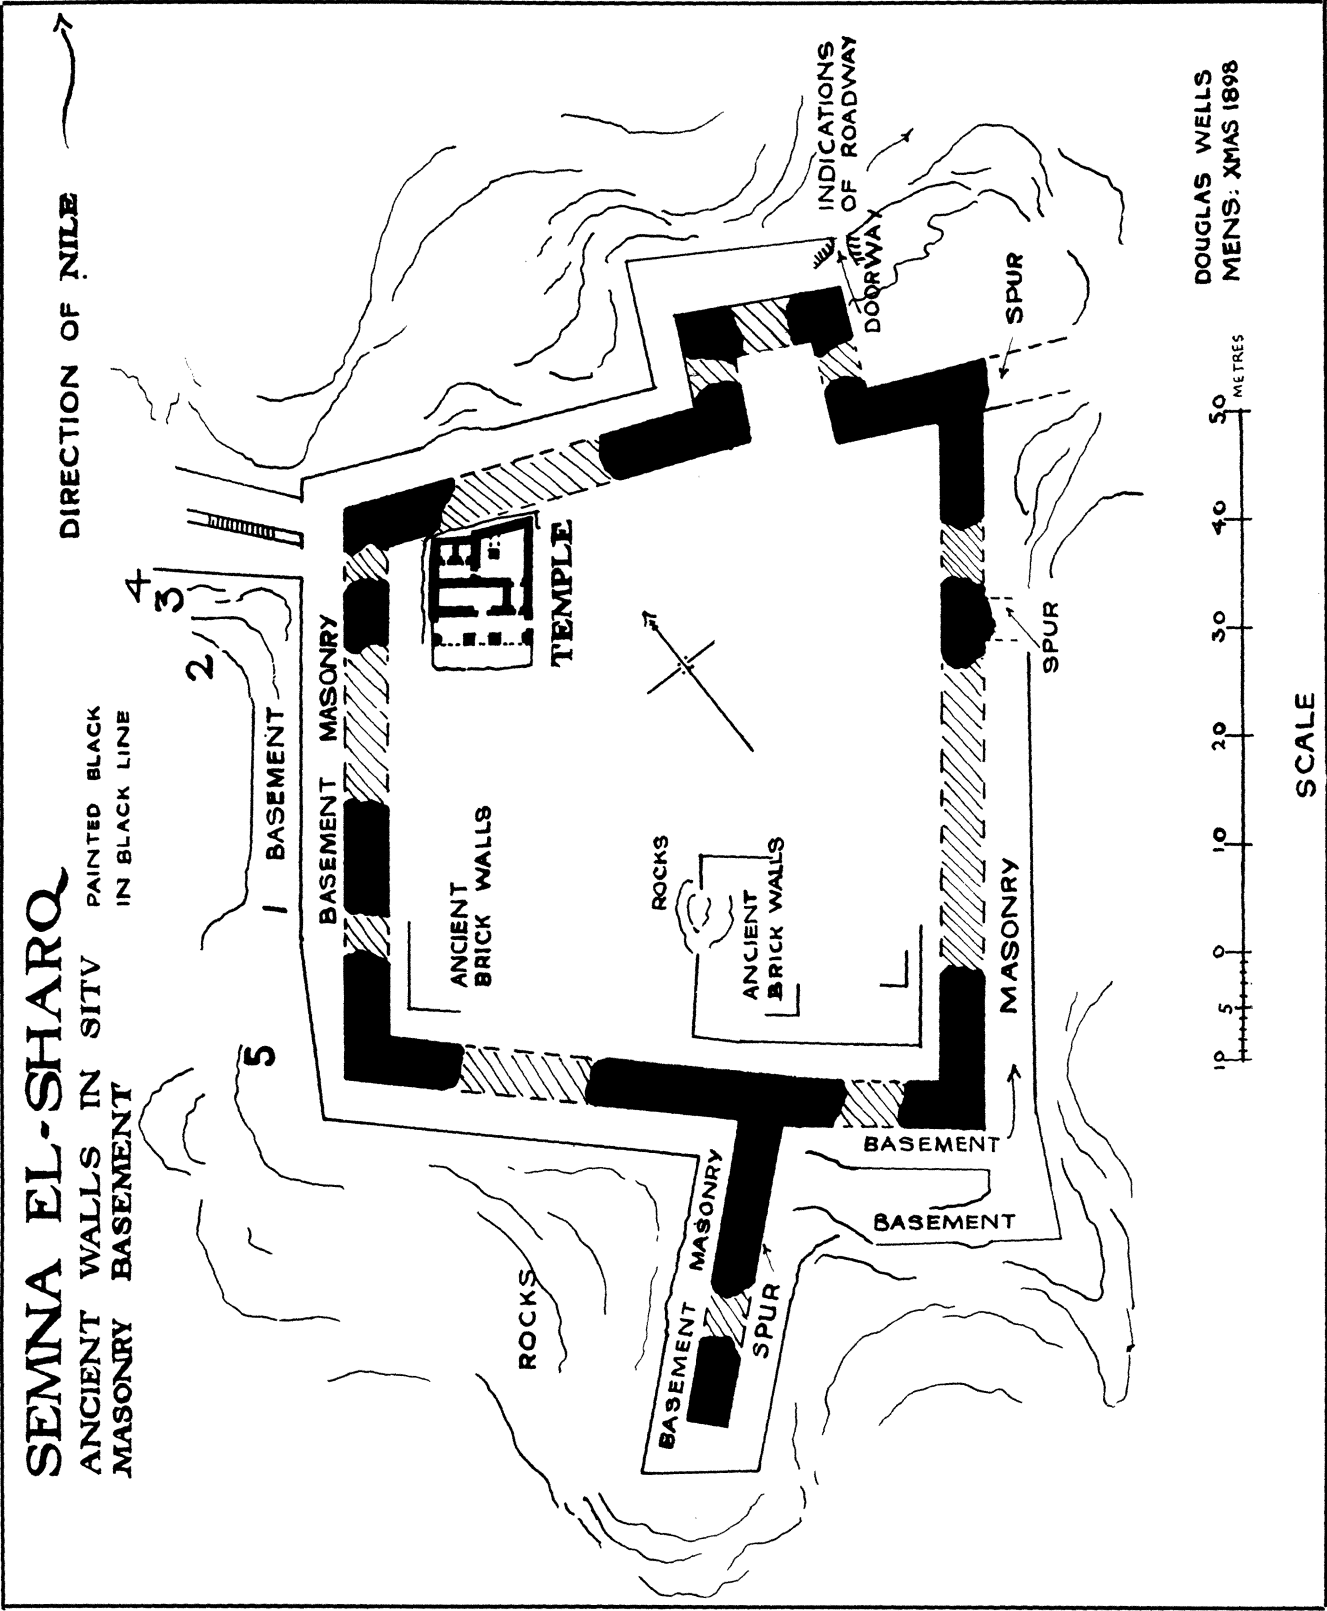 SEMNA EL-SHARQ
ANCIENT WALLS IN SITV PAINTED BLACK
MASONRY BASEMENT IN BLACK LINE
DIRECTION OF NILE
1
2
3
4
5
BASEMENT
BASEMENT MASONRY
TEMPLE
ANCIENT
BRICK WALLS
ROCKS
ANCIENT
BRICK WALLS
N
INDICATIONS
OF ROADWAY
DOORWAY
SPUR
SPUR
MASONRY
BASEMENT
BASEMENT
BASEMENT MASONRY
SPUR
ROCKS
10 5 0 10 20 30 40 50 METRES
SCALE
DOUGLAS WELLS
MENS: XMAS 1898